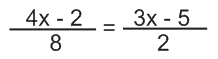 4x - 2 / 8 = 3x - 5 / 2